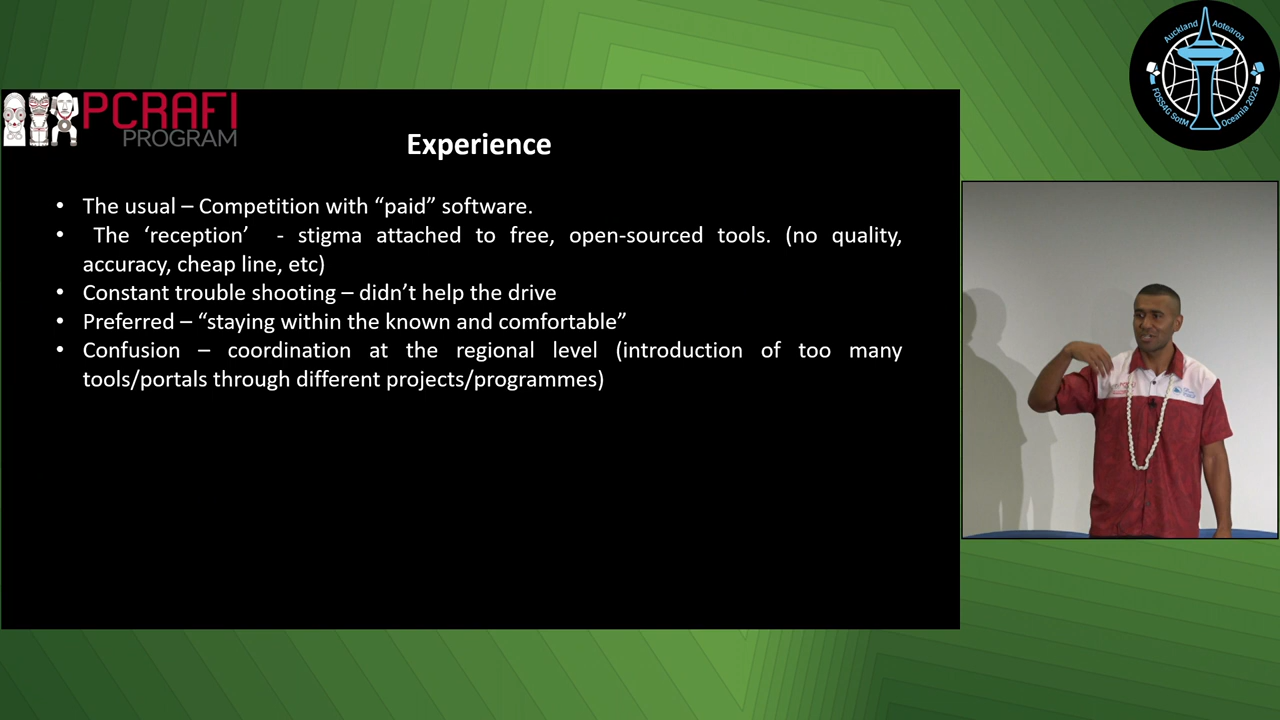 PCRAFI
PROGRAM
Experience
• The usual – Competition with “paid” software.
• The ‘reception’ - stigma attached to free, open-sourced tools. (no quality,
accuracy, cheap line, etc)
• Constant trouble shooting – didn’t help the drive
• Preferred – “staying within the known and comfortable”
• Confusion – coordination at the regional level (introduction of too many
tools/portals through different projects/programmes)
Auckland Aotearoa
FOSS4G SotM Oceania 2023